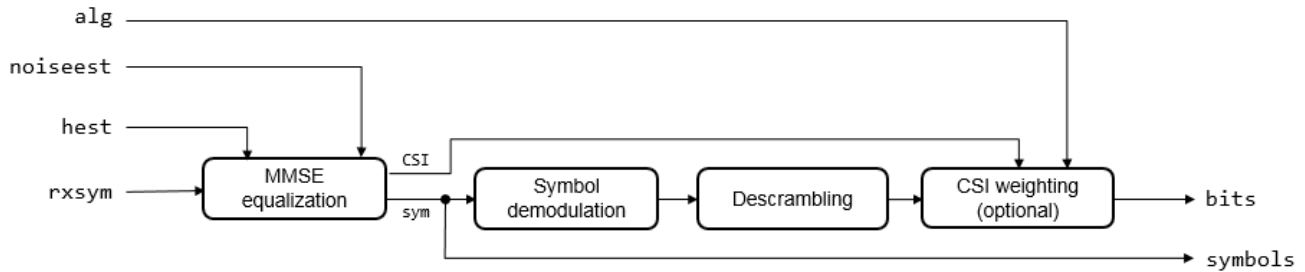 alg
noiseest
hest
rxsym
MMSE
equalization
CSI
sym
Symbol
demodulation
Descrambling
CSI weighting
(optional)
bits
symbols